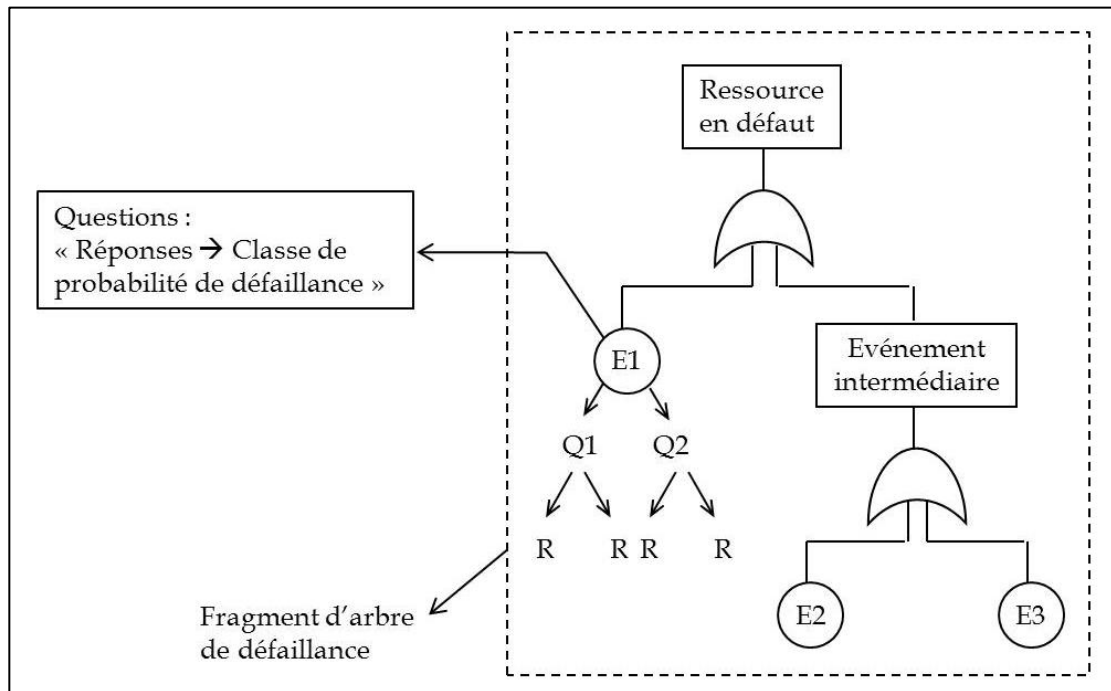 Ressource
en défaut
Questions :
« Réponses → Classe de
probabilité de défaillance »
E1
Evénement
intermédiaire
Q1 Q2
R R R R
E2 E3
Fragment d'arbre
de défaillance